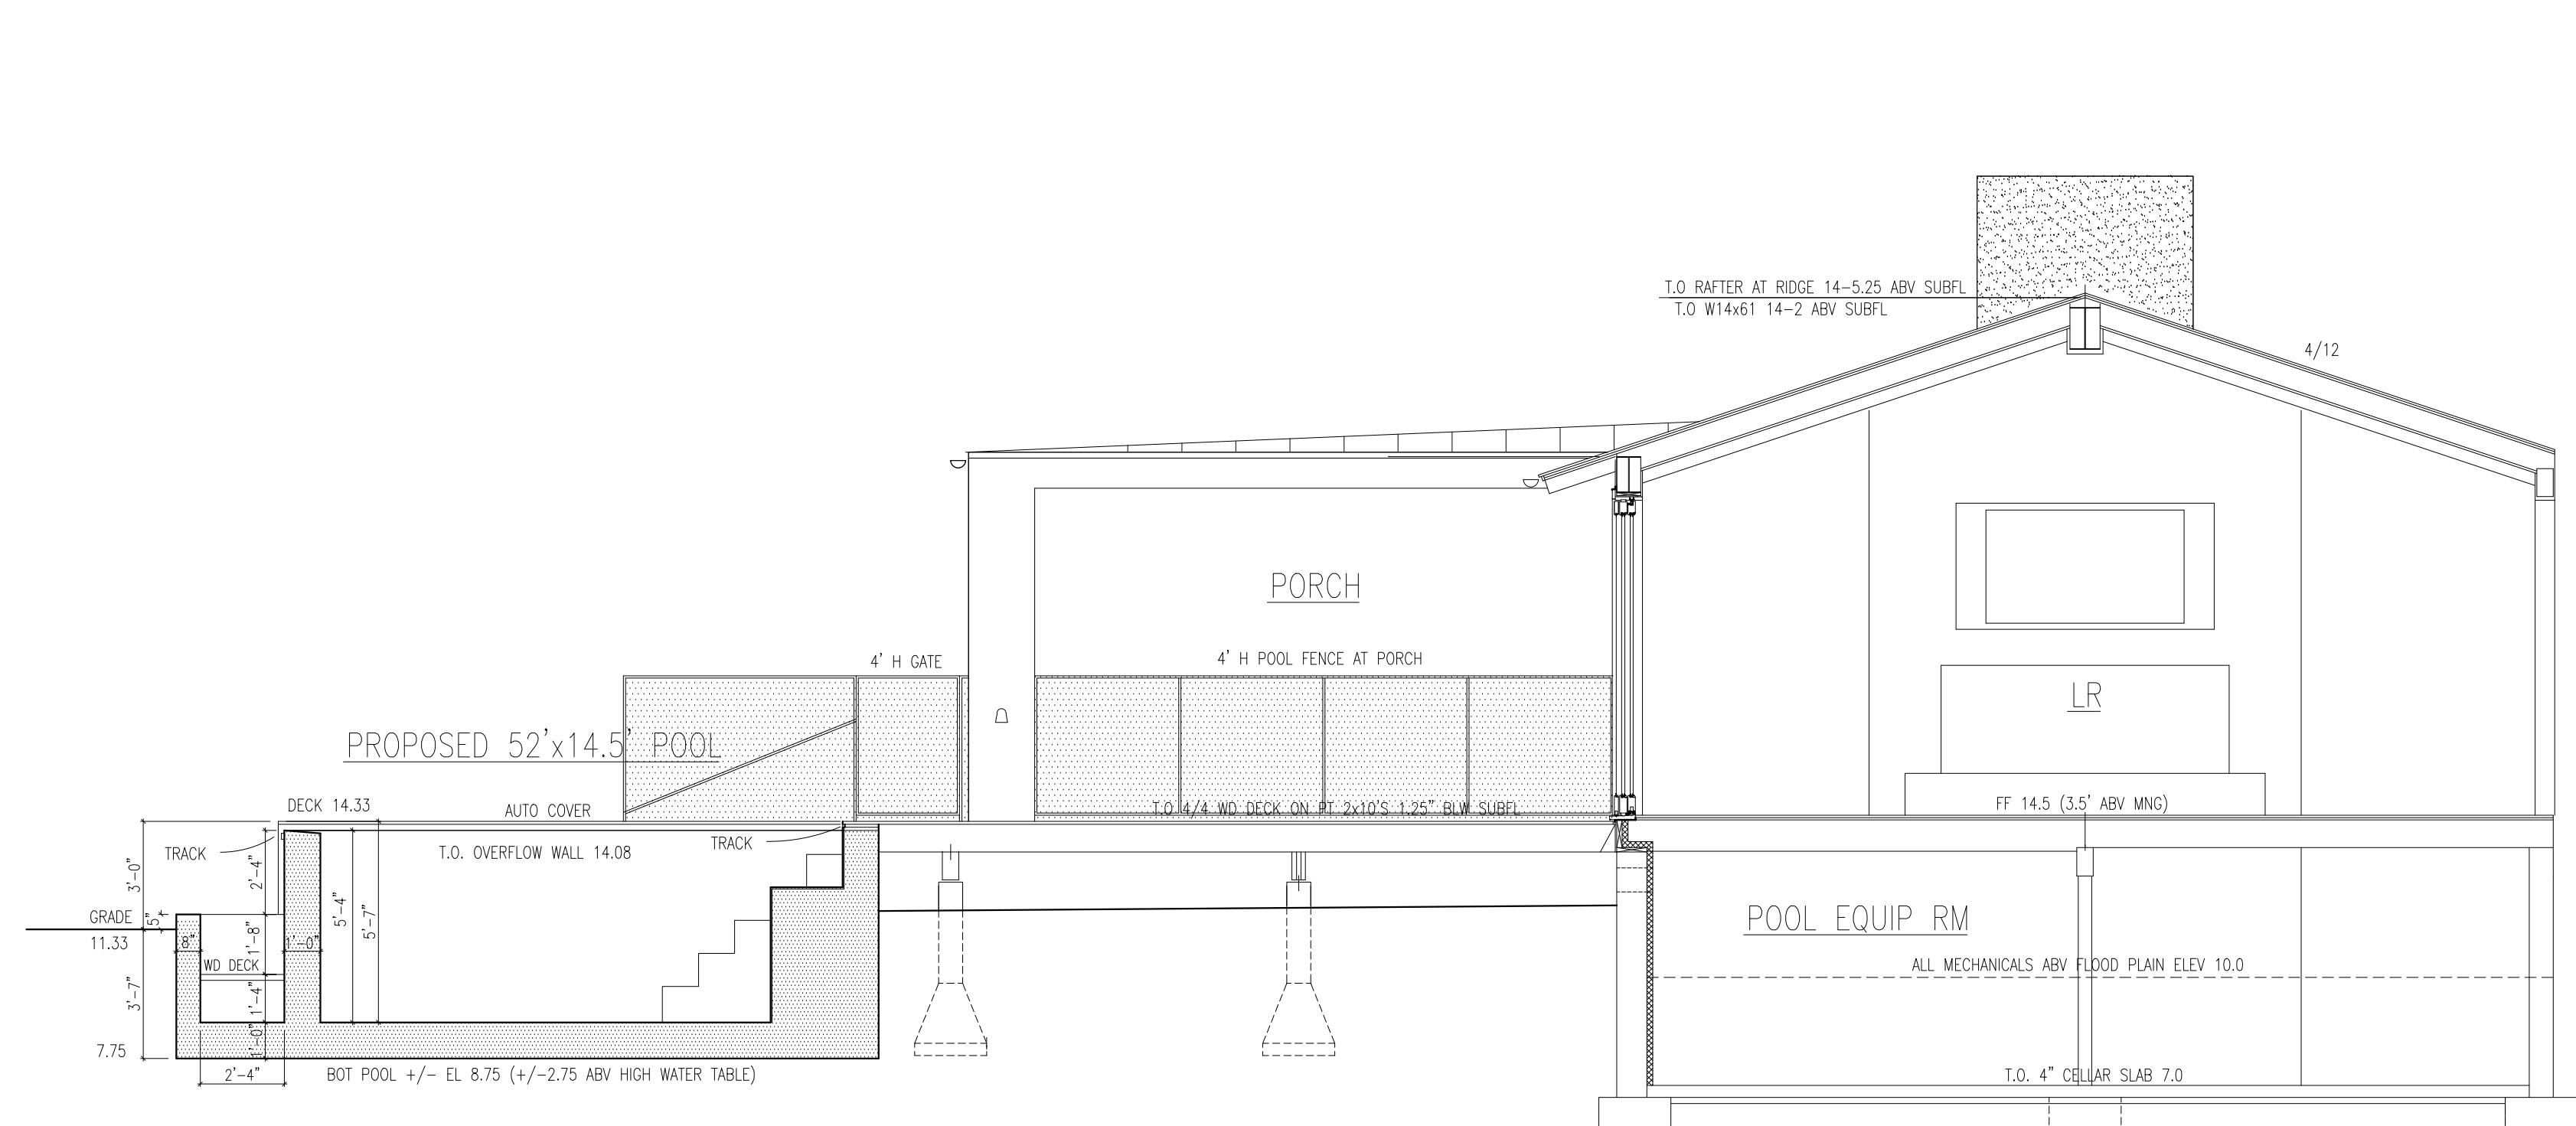 T.O RAFTER AT RIDGE 14-5.25 ABV SUBFL
T.O W14x61 14-2 ABV SUBFL
4/12
PORCH
4' H GATE
4' H POOL FENCE AT PORCH
LR
PROPOSED 52'x14.5' POOL
DECK 14.33
AUTO COVER
T.O 4/4 WD DECK ON PT 2x10'S 1.25" BLW SUBFL
FF 14.5 (3.5' ABV MNG)
TRACK
T.O. OVERFLOW WALL 14.08
TRACK
3'-0"
2'-4"
5'-4"
5'-7"
GRADE
5"
11.33
8"
1'-8"
1'-0"
POOL EQUIP RM
WD DECK
ALL MECHANICALS ABV FLOOD PLAIN ELEV 10.0
3'-7"
1'-4"
1'-0"
7.75
2'-4"
BOT POOL +/- EL 8.75 (+/-2.75 ABV HIGH WATER TABLE)
T.O. 4" CELLAR SLAB 7.0